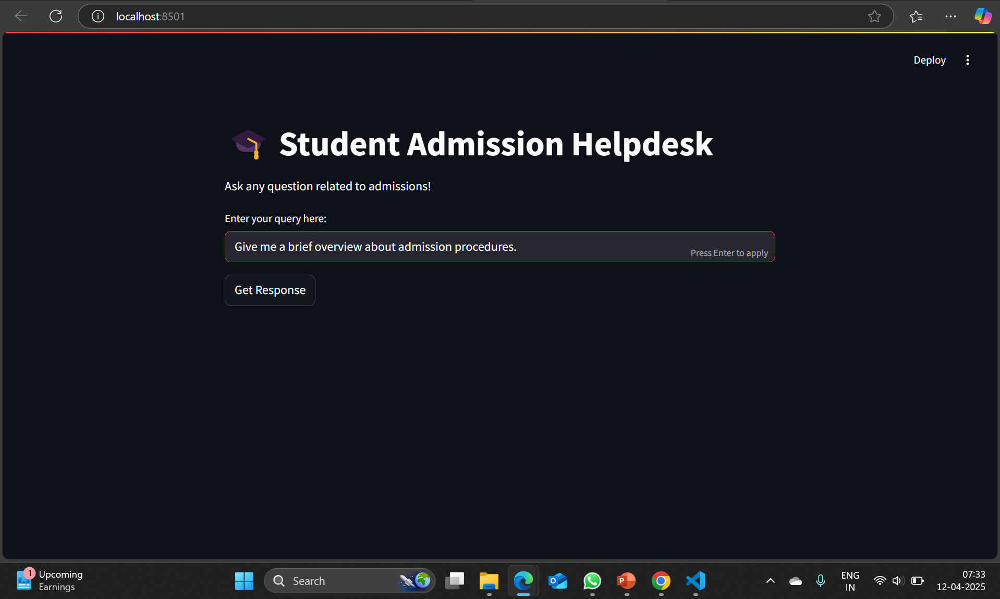 localhost:8501
Deploy
Student Admission Helpdesk
Ask any question related to admissions!
Enter your query here:
Give me a brief overview about admission procedures.
Press Enter to apply
Get Response
1
Upcoming
Earnings
Search
ENG
IN
07:33
12-04-2025